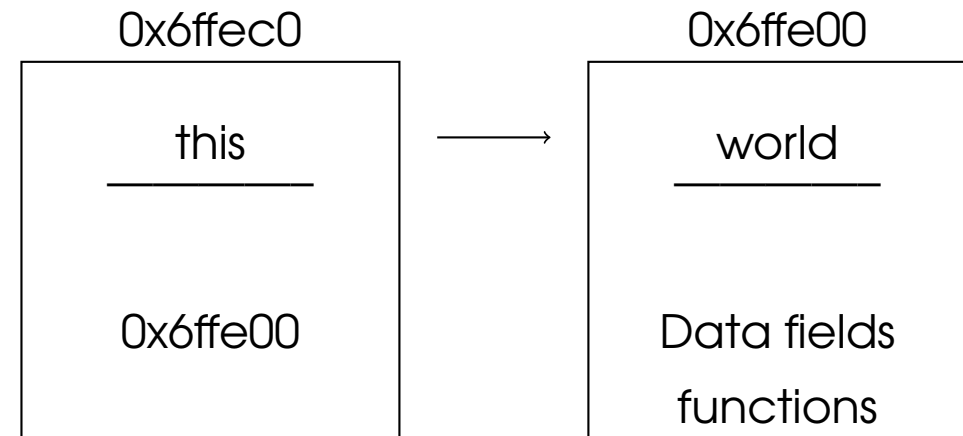 0x6ffec0
this
0x6ffe00
0x6ffe00
world
Data fields
functions